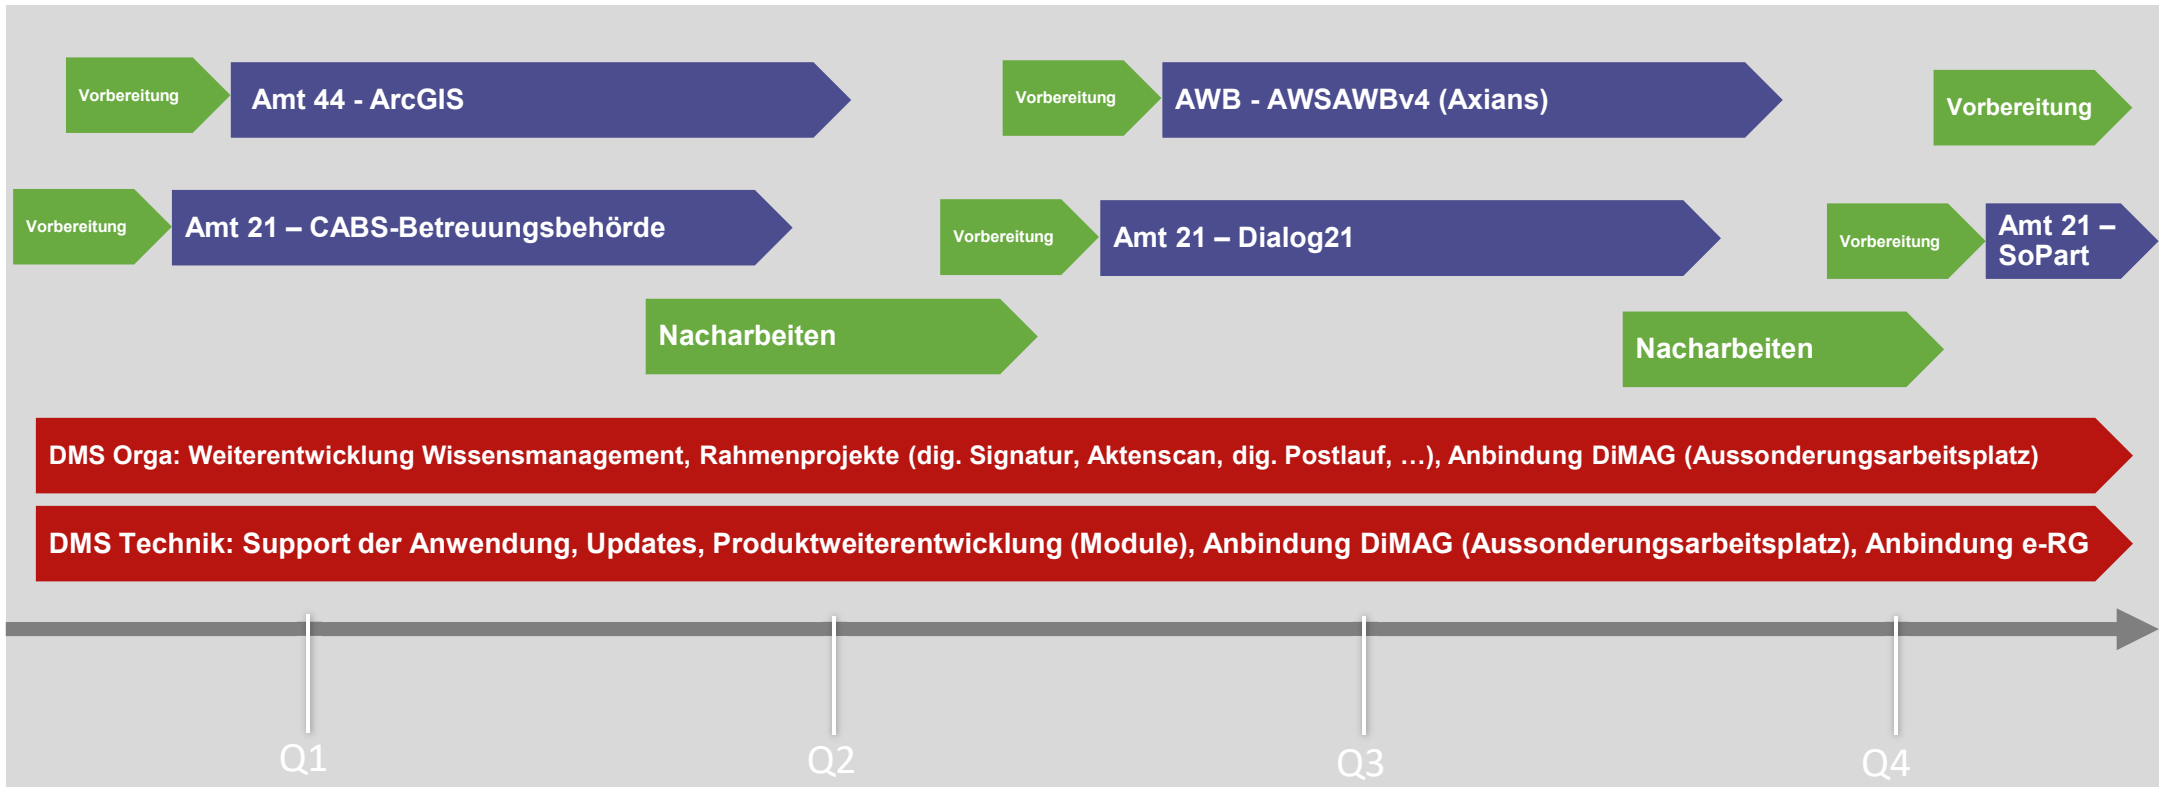 Vorbereitung
Amt 44 - ArcGIS
Vorbereitung
AWB - AWSAWBv4 (Axians)
Vorbereitung
Vorbereitung
Amt 21 – CABS-Betreuungsbehörde
Vorbereitung
Amt 21 – Dialog21
Vorbereitung
Amt 21 –
SoPart
Nacharbeiten
Nacharbeiten
DMS Orga: Weiterentwicklung Wissensmanagement, Rahmenprojekte (dig. Signatur, Aktenscan, dig. Postlauf, …), Anbindung DiMAG (Aussonderungsarbeitsplatz)
DMS Technik: Support der Anwendung, Updates, Produktweiterentwicklung (Module), Anbindung DiMAG (Aussonderungsarbeitsplatz), Anbindung e-RG
Q1
Q2
Q3
Q4